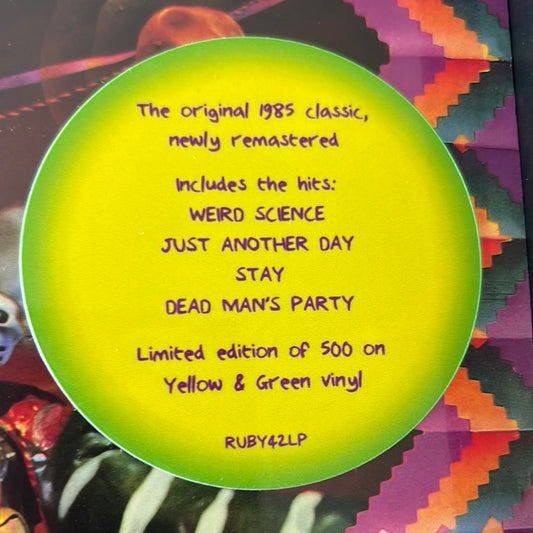 The original 1985 classic,
newly remastered
Includes the hits:
WEIRD SCIENCE
JUST ANOTHER DAY
STAY
DEAD MAN'S PARTY
Limited edition of 500 on
Yellow & Green vinyl
RUBY42LP